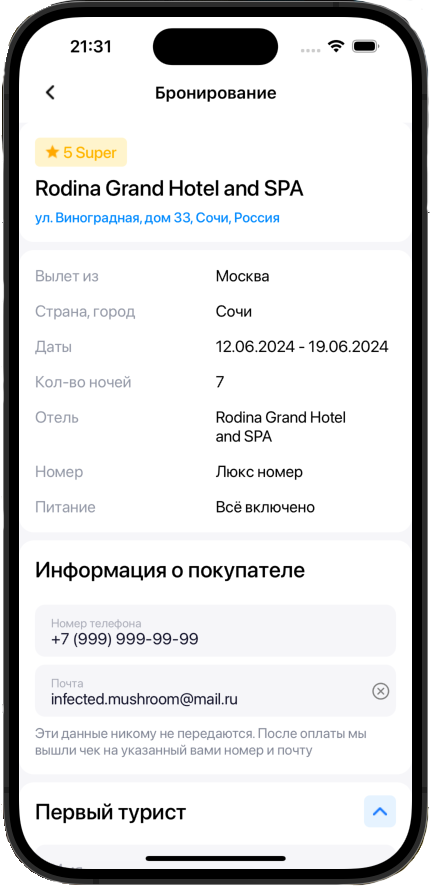 21:31
Бронирование
5 Super
Rodina Grand Hotel and SPA
ул. Виноградная, дом 33, Сочи, Россия
Вылет из Москва
Страна, город Сочи
Даты 12.06.2024 - 19.06.2024
Кол-во ночей 7
Отель Rodina Grand Hotel
and SPA
Номер Люкс номер
Питание Всё включено
Информация о покупателе
Номер телефона
+7 (999) 999-99-99
Почта
infected.mushroom@mail.ru
Эти данные никому не передаются. После оплаты мы
вышли чек на указанный вами номер и почту
Первый турист